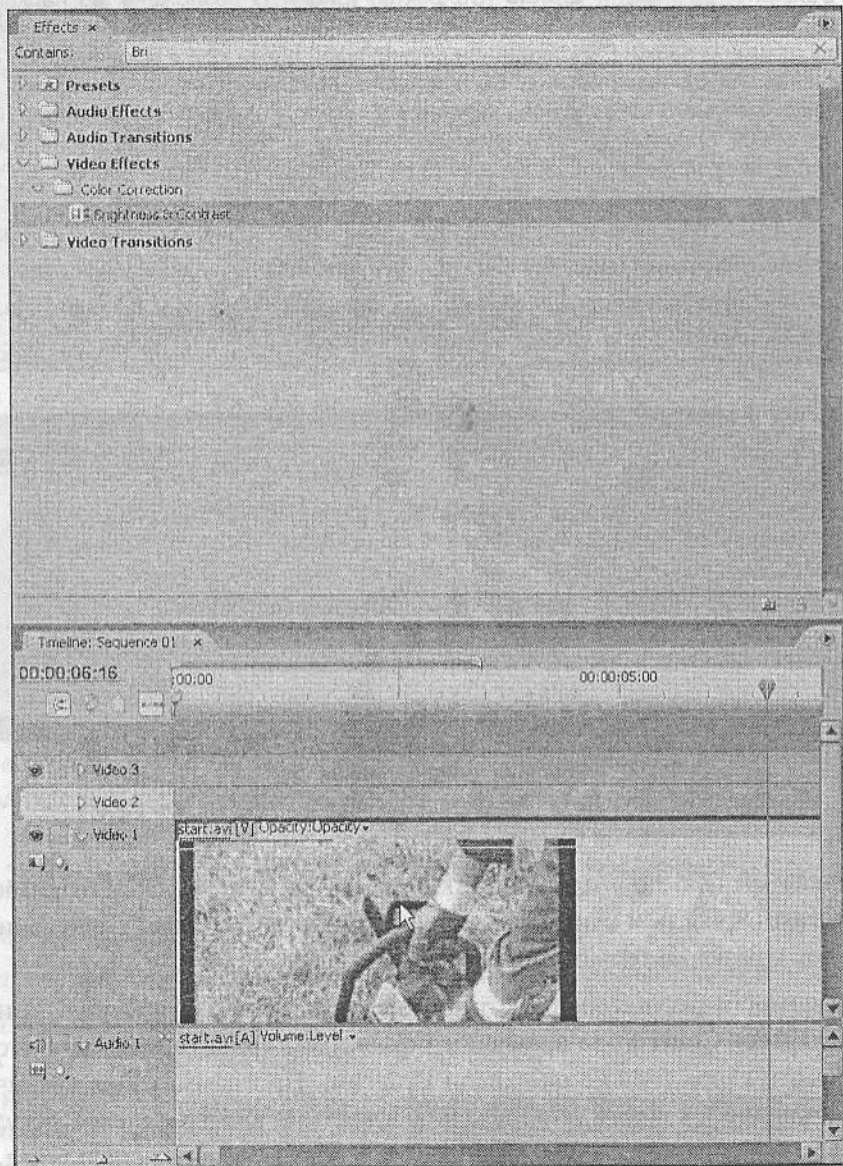 Effects ×
Contains: Bri
Presets
Audio Effects
Audio Transitions
Video Effects
Color Correction
Brightness & Contrast
Video Transitions
Timeline: Sequence 01 ×
00:00:06:16 :00:00 00:00:05:00
Video 3
Video 2
Video 1 start.avi [V] Opacity:Opacity
Audio 1 start.avi [A] Volume:Level